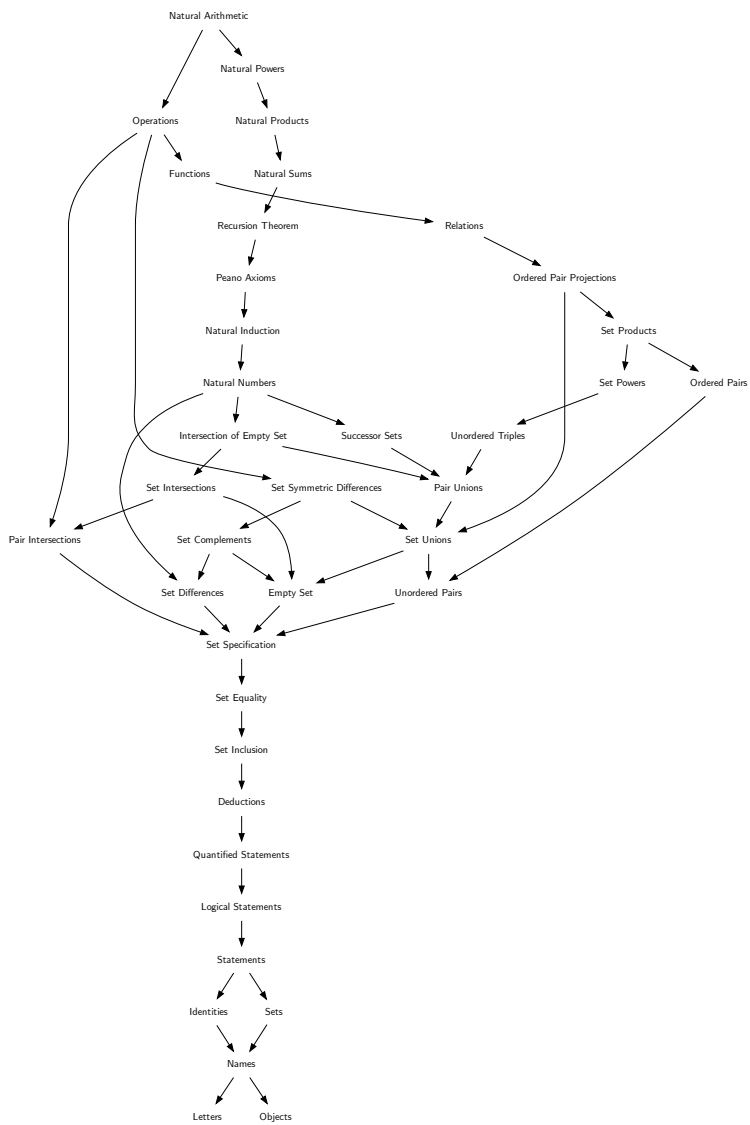 Natural Arithmetic
Natural Powers
Operations
Natural Products
Functions
Natural Sums
Recursion Theorem
Relations
Peano Axioms
Ordered Pair Projections
Natural Induction
Set Products
Natural Numbers
Set Powers
Ordered Pairs
Intersection of Empty Set
Successor Sets
Unordered Triples
Set Intersections
Set Symmetric Differences
Pair Unions
Pair Intersections
Set Complements
Set Unions
Set Differences
Empty Set
Unordered Pairs
Set Specification
Set Equality
Set Inclusion
Deductions
Quantified Statements
Logical Statements
Statements
Identities
Sets
Names
Letters
Objects